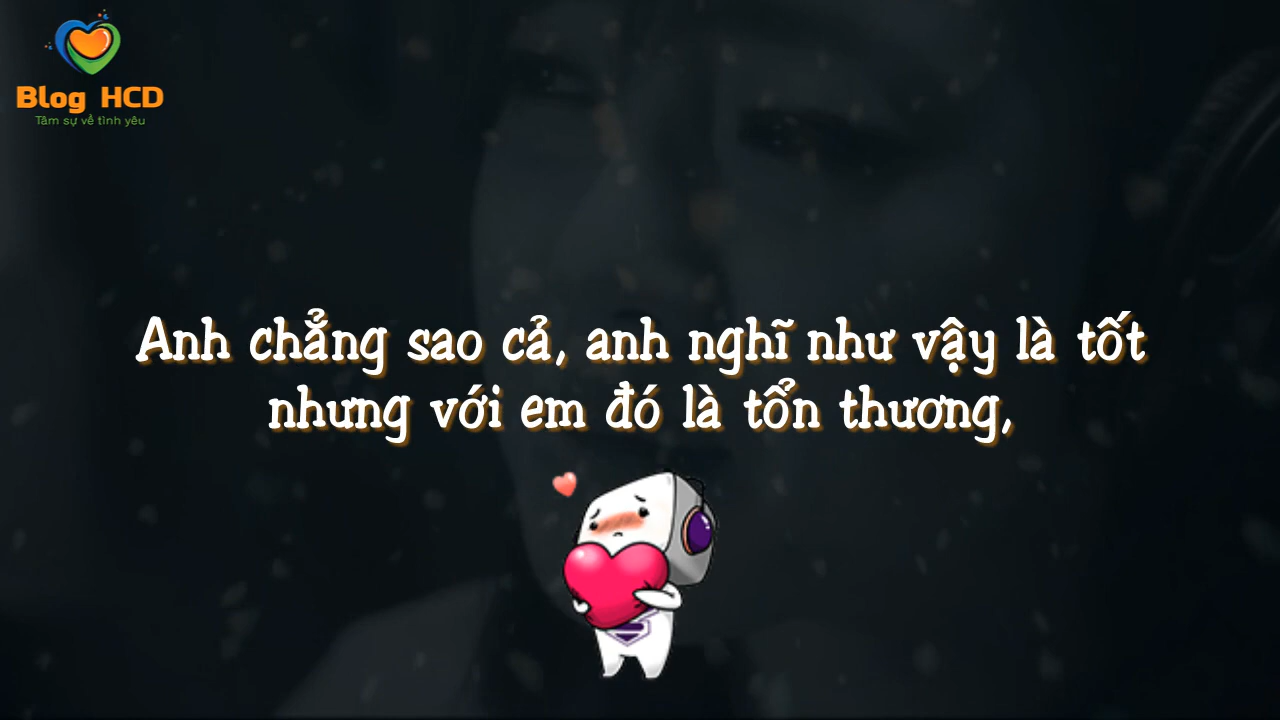 Blog HCD
Tâm sự về tình yêu
Anh chẳng sao cả, anh nghĩ như vậy là tốt
nhưng với em đó là tổn thương,